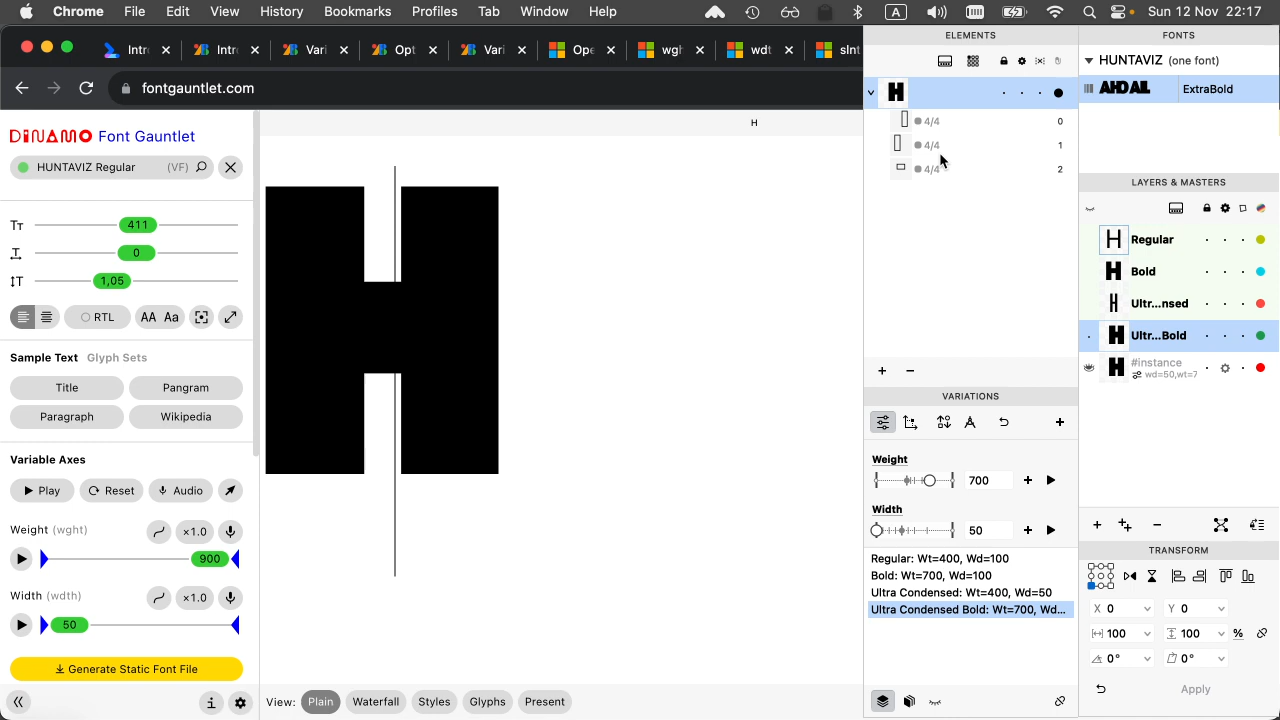 Firefox File Edit View History Bookmarks Profiles Tab Window Help A Sun 12 Nov 22:17
Intr Intr Vari Opt Vari Ope wgh wdt slnt
fontgauntlet.com
DINAMO Font Gauntlet
HUNTAVIZ Regular (VF)
TT 411
T 0
T 1,05
RTL AA Aa
Sample Text Glyph Sets
Title Pangram
Paragraph Wikipedia
Variable Axes
Play Reset Audio
Weight (wght) ×1.0
900
Width (wdth) ×1.0
50
Generate Static Font File
H
H
View: Plain Waterfall Styles Glyphs Present
ELEMENTS
H
4/4 0
4/4 1
4/4 2
VARIATIONS
Weight
700
Width
50
Regular: Wt=400, Wd=100
Bold: Wt=700, Wd=100
Ultra Condensed: Wt=400, Wd=50
Ultra Condensed Bold: Wt=700, Wd...
FONTS
HUNTAVIZ (one font)
ExtraBold
LAYERS & MASTERS
H Regular
H Bold
H Ultr...nsed
H Ultr...Bold
H #instance
wd=50,wt=7
TRANSFORM
X 0 Y 0
100 100 %
0° 0°
Apply